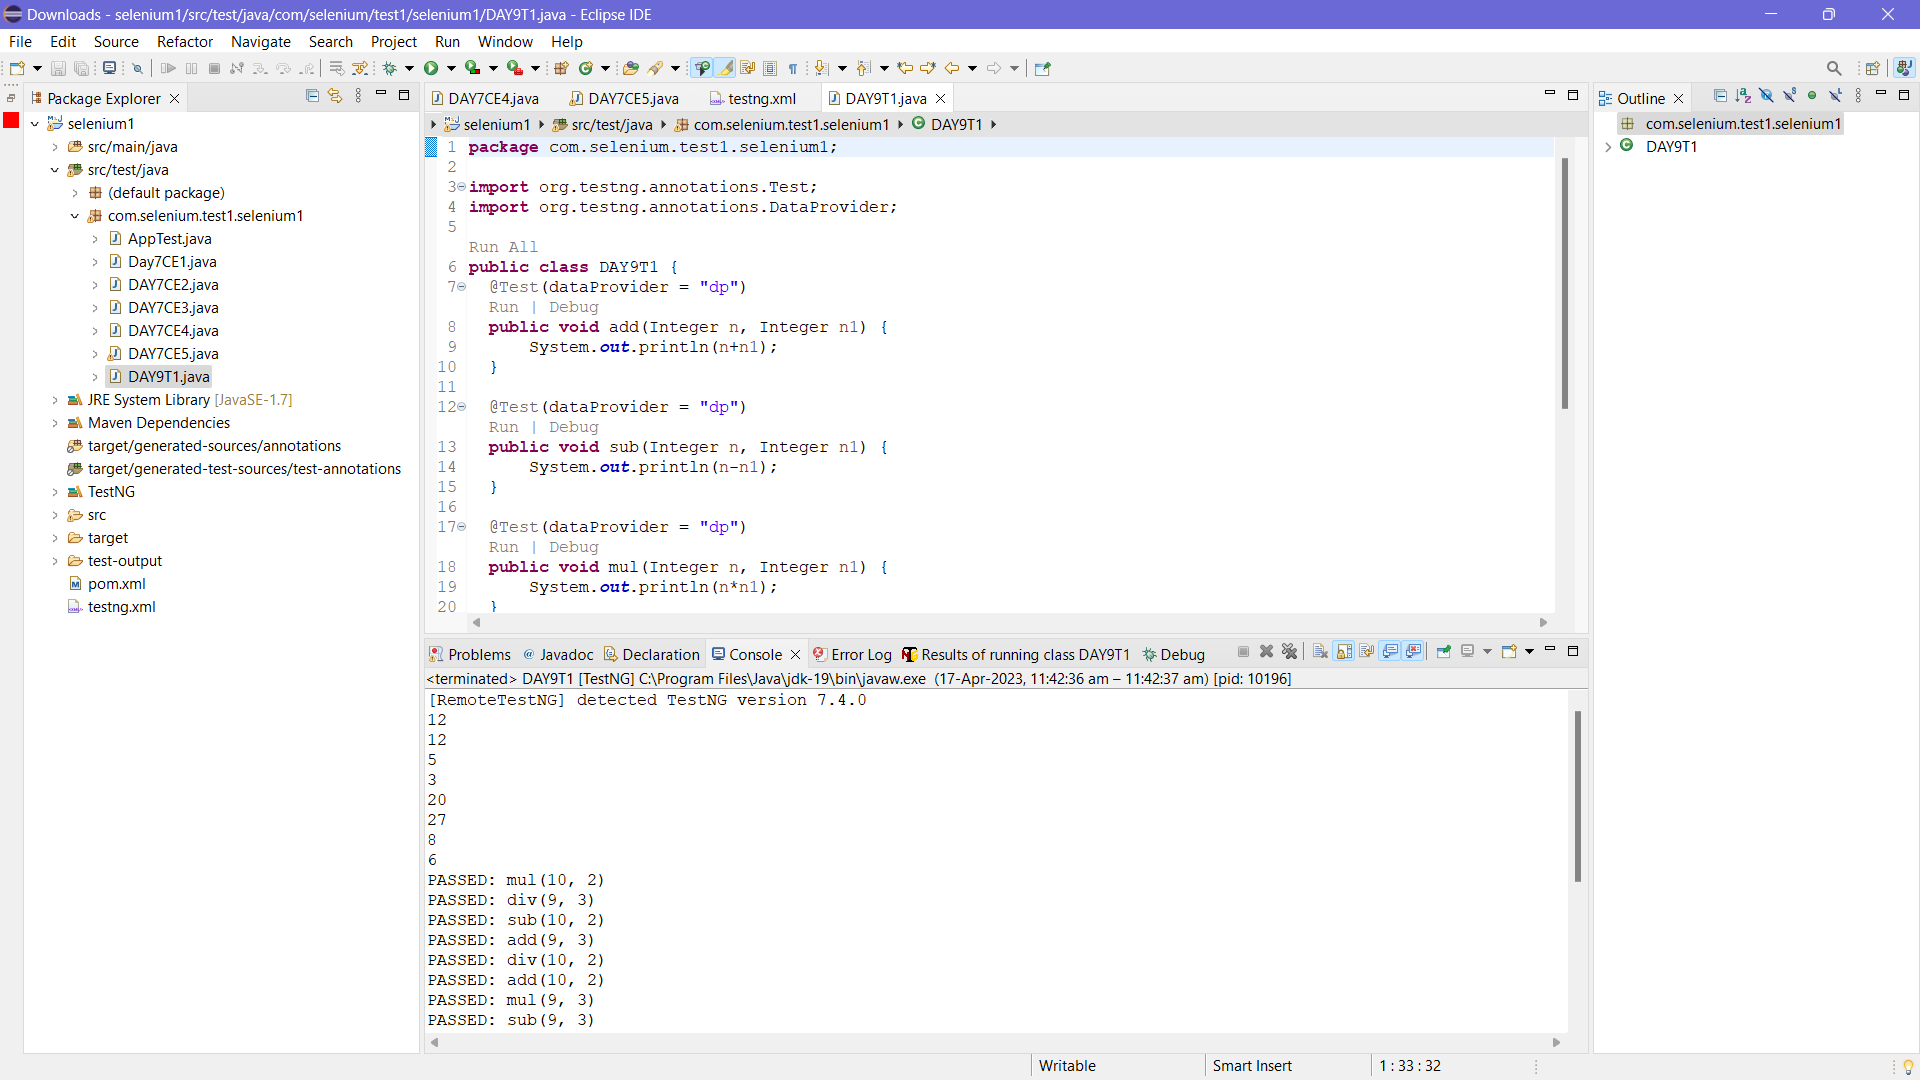 Downloads - selenium1/src/test/java/com/selenium/test1/selenium1/DAY9T1.java - Eclipse IDE
File Edit Source Refactor Navigate Search Project Run Window Help
Package Explorer
selenium1
src/main/java
src/test/java
(default package)
com.selenium.test1.selenium1
AppTest.java
Day7CE1.java
DAY7CE2.java
DAY7CE3.java
DAY7CE4.java
DAY7CE5.java
DAY9T1.java
JRE System Library [JavaSE-1.7]
Maven Dependencies
target/generated-sources/annotations
target/generated-test-sources/test-annotations
TestNG
src
target
test-output
pom.xml
testng.xml
DAY7CE4.java DAY7CE5.java testng.xml DAY9T1.java
selenium1 src/test/java com.selenium.test1.selenium1 DAY9T1
1 package com.selenium.test1.selenium1;
2
3 import org.testng.annotations.Test;
4 import org.testng.annotations.DataProvider;
5
Run All
6 public class DAY9T1 {
7 @Test(dataProvider = "dp")
Run | Debug
8 public void add(Integer n, Integer n1) {
9 System.out.println(n+n1);
10 }
11
12 @Test(dataProvider = "dp")
Run | Debug
13 public void sub(Integer n, Integer n1) {
14 System.out.println(n-n1);
15 }
16
17 @Test(dataProvider = "dp")
Run | Debug
18 public void mul(Integer n, Integer n1) {
19 System.out.println(n*n1);
20 }
Problems @ Javadoc Declaration Console Error Log Results of running class DAY9T1 Debug
<terminated> DAY9T1 [TestNG] C:\Program Files\Java\jdk-19\bin\javaw.exe (17-Apr-2023, 11:42:36 am – 11:42:37 am) [pid: 10196]
[RemoteTestNG] detected TestNG version 7.4.0
12
12
5
3
20
27
8
6
PASSED: mul(10, 2)
PASSED: div(9, 3)
PASSED: sub(10, 2)
PASSED: add(9, 3)
PASSED: div(10, 2)
PASSED: add(10, 2)
PASSED: mul(9, 3)
PASSED: sub(9, 3)
Outline
com.selenium.test1.selenium1
DAY9T1
Writable Smart Insert 1 : 33 : 32